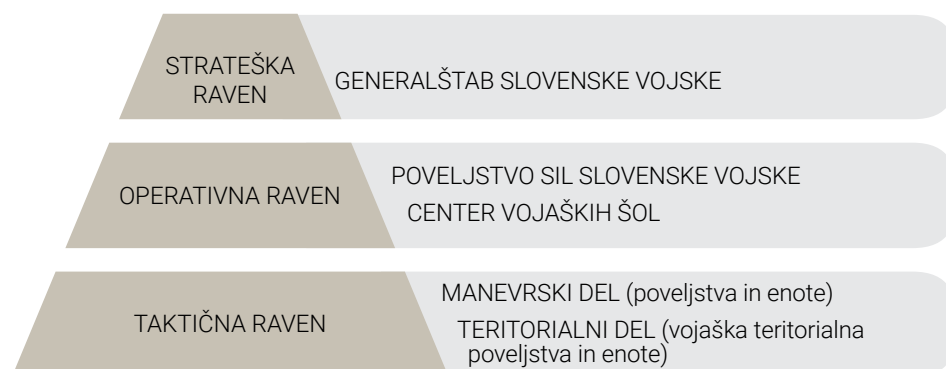 STRATEŠKA
RAVEN
GENERALŠTAB SLOVENSKE VOJSKE
OPERATIVNA RAVEN
POVELJSTVO SIL SLOVENSKE VOJSKE
CENTER VOJAŠKIH ŠOL
TAKTIČNA RAVEN
MANEVRSKI DEL (poveljstva in enote)
TERITORIALNI DEL (vojaška teritorialna
poveljstva in enote)